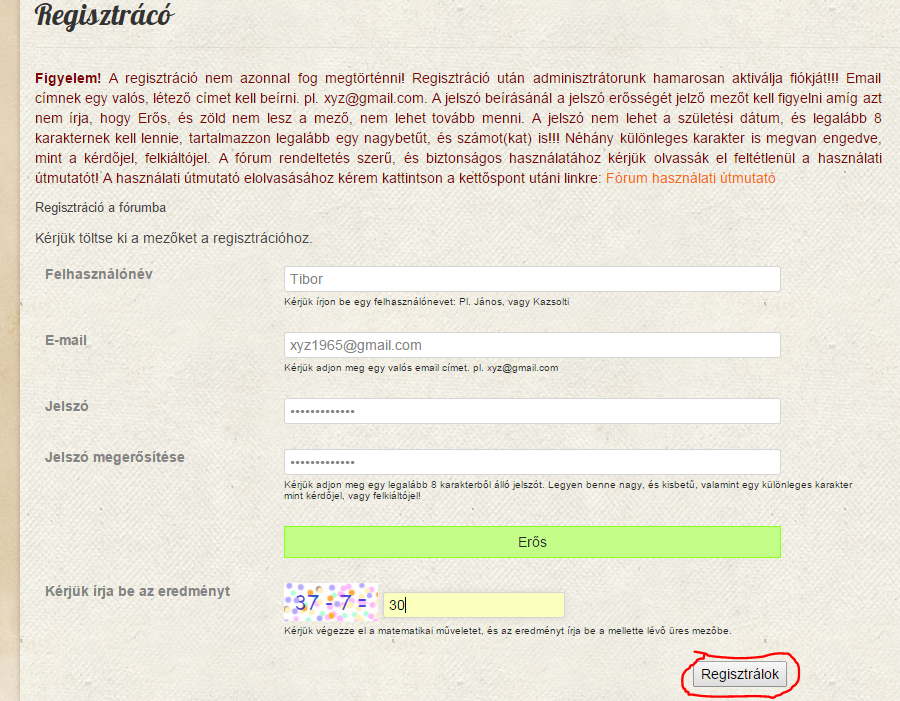 Regisztrácó
Figyelem! A regisztráció nem azonnal fog megtörténni! Regisztráció után adminisztrátorunk hamarosan aktiválja fiókját!!! Email
címnek egy valós, létező címet kell beírni. pl. xyz@gmail.com. A jelszó beírásánál a jelszó erősségét jelző mezőt kell figyelni amíg azt
nem írja, hogy Erős, és zöld nem lesz a mező, nem lehet tovább menni. A jelszó nem lehet a születési dátum, és legalább 8
karakternek kell lennie, tartalmazzon legalább egy nagybetűt, és számot(kat) is!!! Néhány különleges karakter is megvan engedve,
mint a kérdőjel, felkiáltójel. A fórum rendeltetés szerű, és biztonságos használatához kérjük olvassák el feltétlenül a használati
útmutatót! A használati útmutató elolvasásához kérem kattintson a kettőspont utáni linkre: Fórum használati útmutató
Regisztráció a fórumba
Kérjük töltse ki a mezőket a regisztrációhoz.
Felhasználónév
Tibor
Kérjük írjon be egy felhasználónevet: Pl. János, vagy Kazsolti
E-mail
xyz1965@gmail.com
Kérjük adjon meg egy valós email címet. pl. xyz@gmail.com
Jelszó
•••••••••••••
Jelszó megerősítése
•••••••••••••
Kérjük adjon meg egy legalább 8 karakterből álló jelszót. Legyen benne nagy, és kisbetű, valamint egy különleges karakter
mint kérdőjel, vagy felkiáltójel!
Erős
Kérjük írja be az eredményt
37 - 7 =
30
Kérjük végezze el a matematikai műveletet, és az eredményt írja be a mellette lévő üres mezőbe.
Regisztrálok